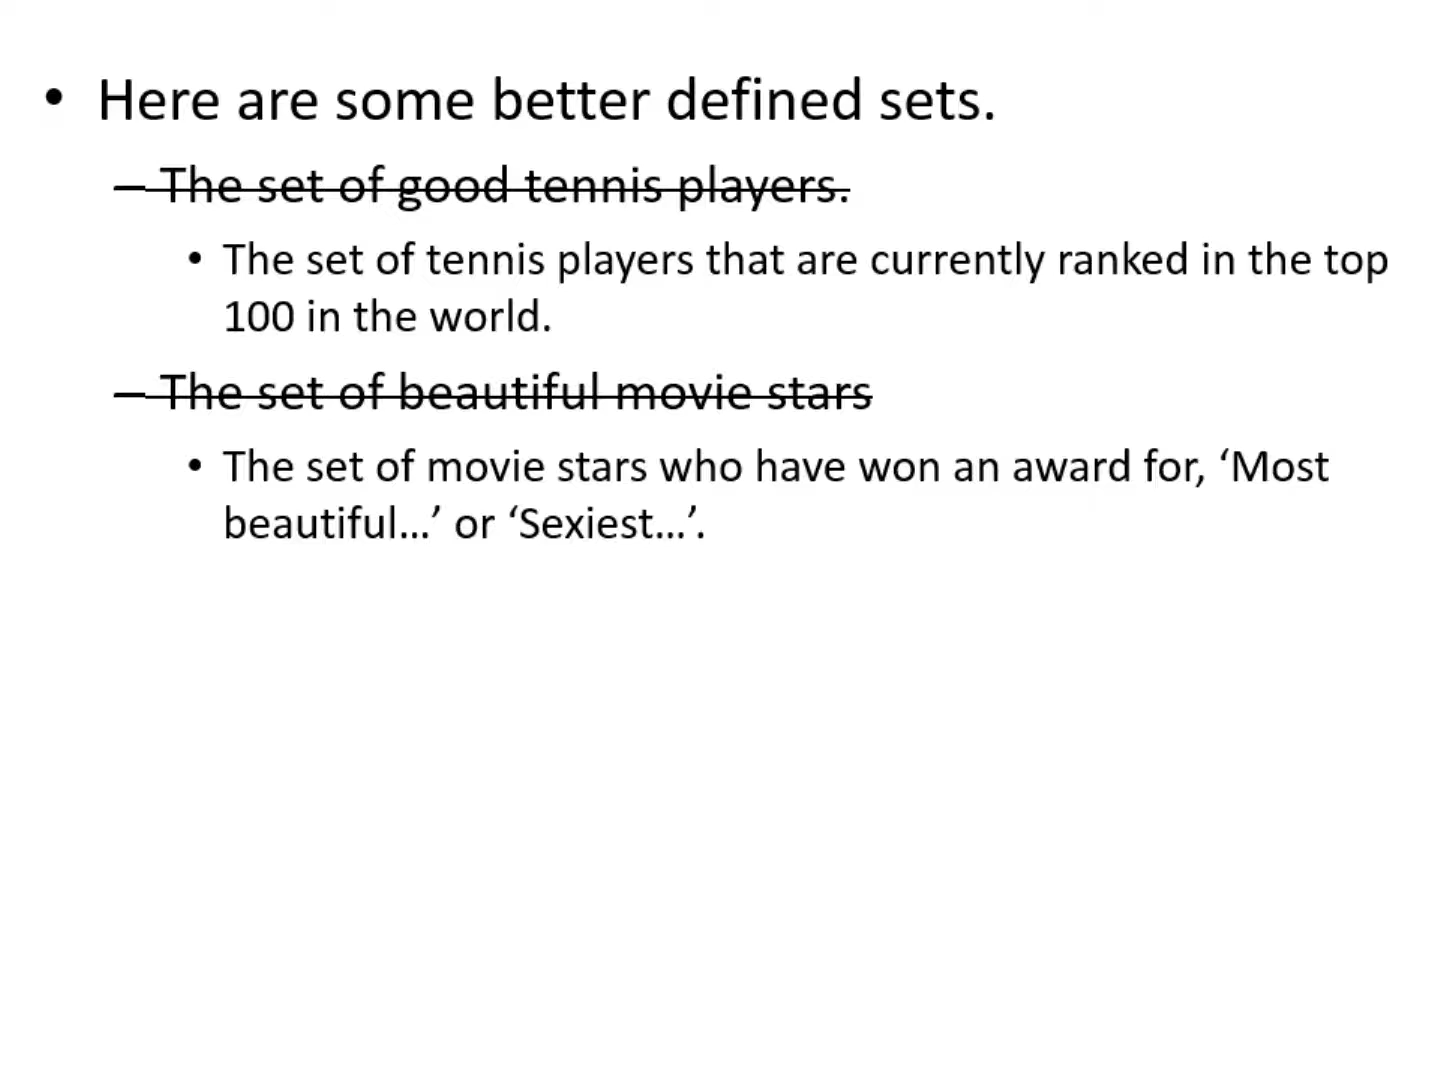 • Here are some better defined sets.
– The set of good tennis players.
• The set of tennis players that are currently ranked in the top
100 in the world.
– The set of beautiful movie stars
• The set of movie stars who have won an award for, ‘Most
beautiful…’ or ‘Sexiest…’.